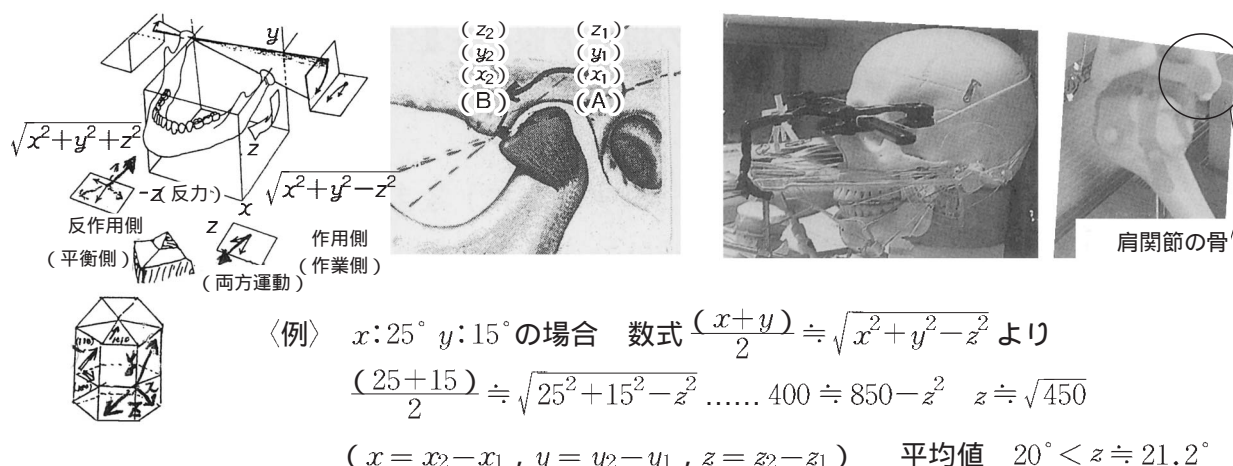 y
(z₂) (z₁)
(y₂) (y₁)
(x₂) (x₁)
(B) (A)
z
√x²+y²+z²
-z(反力)
√x²+y²-z²
x
反作用側
(平衡側)
z
作用側
(作業側)
(両方運動)
肩関節の骨
〈例〉 x:25° y:15°の場合 数式 (x+y)/2 ≒ √x²+y²-z² より
(25+15)/2 ≒ √25²+15²-z² …… 400≒850-z² z≒√450
(x=x₂-x₁, y=y₂-y₁, z=z₂-z₁) 平均値 20°<z≒21.2°